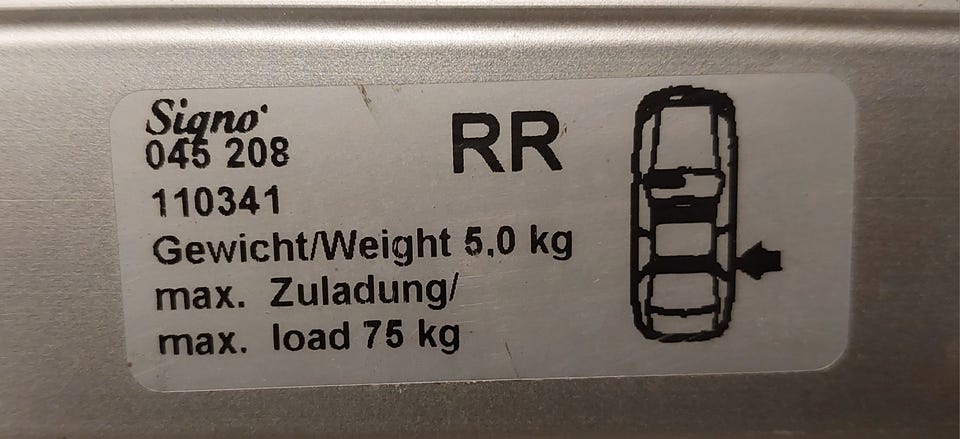 Signo
045 208
RR
110341
Gewicht/Weight 5,0 kg
max. Zuladung/
max. load 75 kg